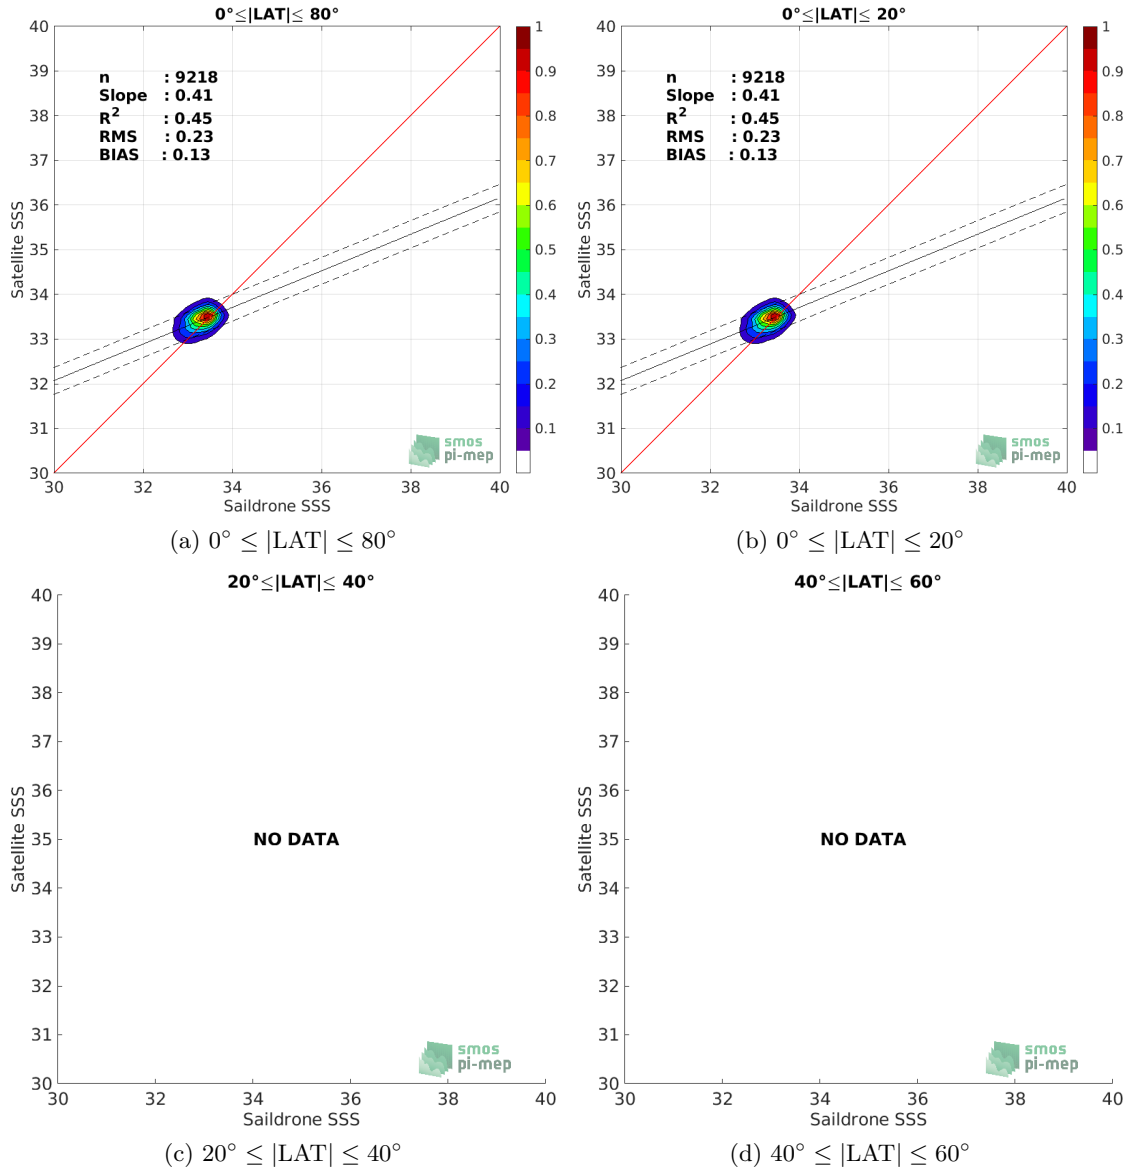 0°≤|LAT|≤ 80°
40
39
38
37
36
35
34
33
32
31
30
Satellite SSS
n : 9218
Slope : 0.41
R² : 0.45
RMS : 0.23
BIAS : 0.13
smos
pi-mep
30 32 34 36 38 40
Saildrone SSS
1
0.9
0.8
0.7
0.6
0.5
0.4
0.3
0.2
0.1
(a) 0° ≤ |LAT| ≤ 80°
0°≤|LAT|≤ 20°
40
39
38
37
36
35
34
33
32
31
30
Satellite SSS
n : 9218
Slope : 0.41
R² : 0.45
RMS : 0.23
BIAS : 0.13
smos
pi-mep
30 32 34 36 38 40
Saildrone SSS
1
0.9
0.8
0.7
0.6
0.5
0.4
0.3
0.2
0.1
(b) 0° ≤ |LAT| ≤ 20°
20°≤|LAT|≤ 40°
40
39
38
37
36
35
34
33
32
31
30
Satellite SSS
NO DATA
smos
pi-mep
30 32 34 36 38 40
Saildrone SSS
(c) 20° ≤ |LAT| ≤ 40°
40°≤|LAT|≤ 60°
40
39
38
37
36
35
34
33
32
31
30
Satellite SSS
NO DATA
smos
pi-mep
30 32 34 36 38 40
Saildrone SSS
(d) 40° ≤ |LAT| ≤ 60°